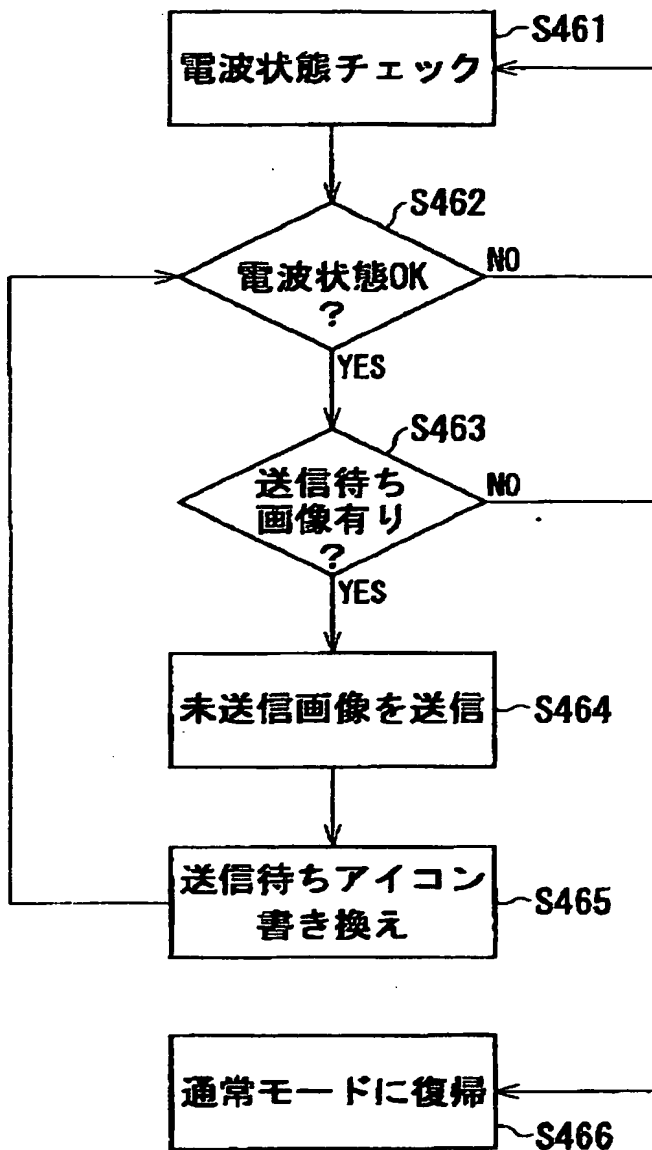 S461
電波状態チェック
S462
電波状態OK
?
NO
YES
S463
送信待ち
画像有り
?
NO
YES
未送信画像を送信
S464
送信待ちアイコン
書き換え
S465
通常モードに復帰
S466